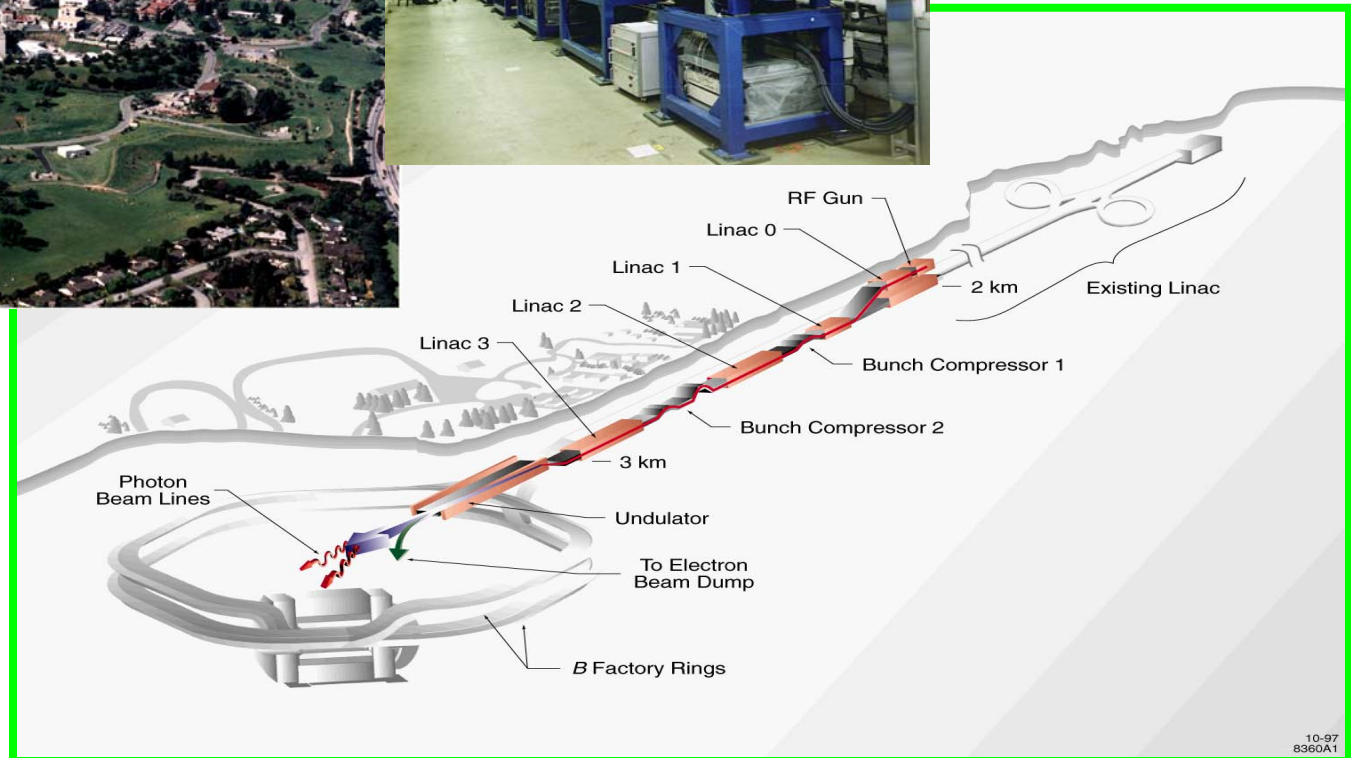 RF Gun
Linac 0
Linac 1
2 km
Existing Linac
Linac 2
Linac 3
Bunch Compressor 1
Bunch Compressor 2
3 km
Photon
Beam Lines
Undulator
To Electron
Beam Dump
B Factory Rings
10-97
8360A1